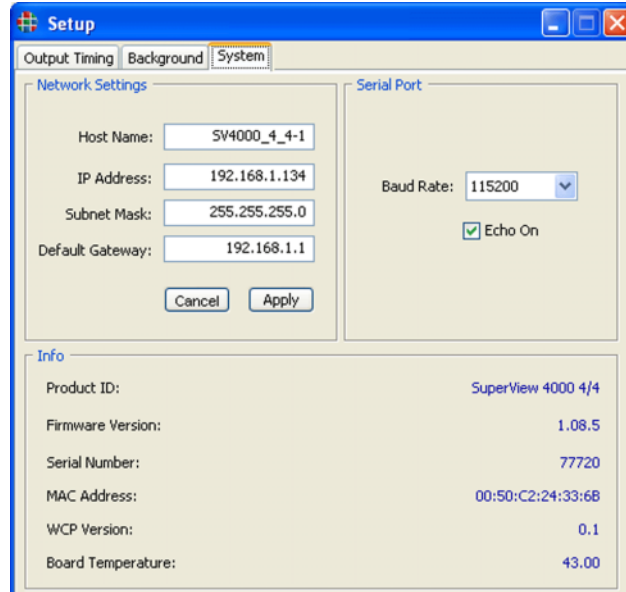 Setup
Output Timing Background System
Network Settings
Host Name: SV4000_4_4-1
IP Address: 192.168.1.134
Subnet Mask: 255.255.255.0
Default Gateway: 192.168.1.1
Cancel Apply
Serial Port
Baud Rate: 115200
Echo On
Info
Product ID: SuperView 4000 4/4
Firmware Version: 1.08.5
Serial Number: 77720
MAC Address: 00:50:C2:24:33:6B
WCP Version: 0.1
Board Temperature: 43.00